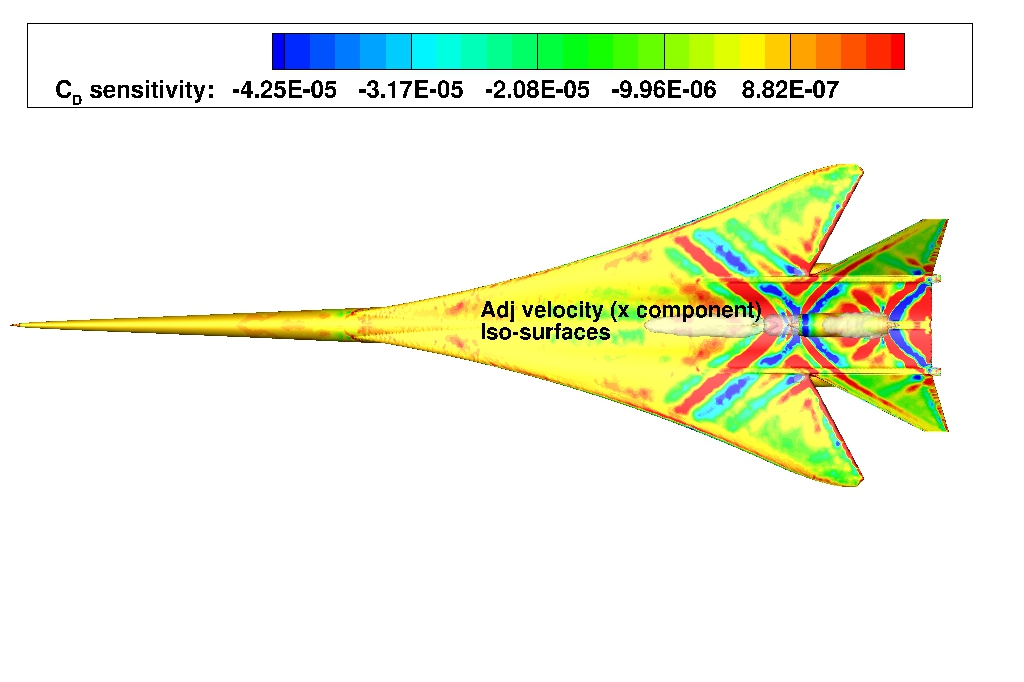 C_D sensitivity: -4.25E-05 -3.17E-05 -2.08E-05 -9.96E-06 8.82E-07
Adj velocity (x component)
Iso-surfaces